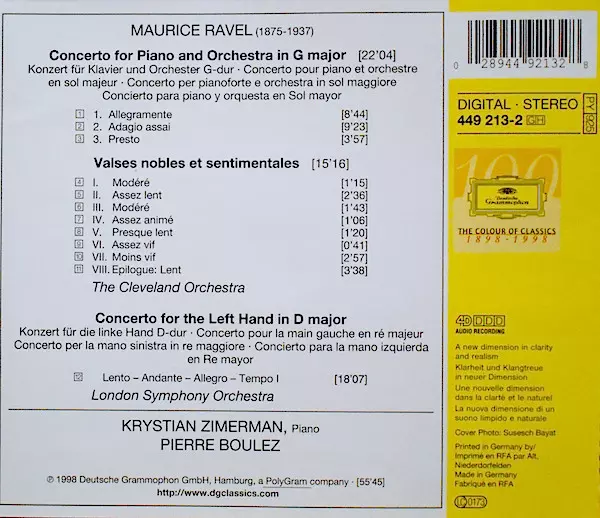 MAURICE RAVEL (1875-1937)
Concerto for Piano and Orchestra in G major [22'04]
Konzert für Klavier und Orchester G-dur · Concerto pour piano et orchestre
en sol majeur · Concerto per pianoforte e orchestra in sol maggiore
Concierto para piano y orquesta en Sol mayor
1 1. Allegramente [8'44]
2 2. Adagio assai [9'23]
3 3. Presto [3'57]
Valses nobles et sentimentales [15'16]
4 I. Modéré [1'15]
5 II. Assez lent [2'36]
6 III. Modéré [1'43]
7 IV. Assez animé [1'06]
8 V. Presque lent [1'20]
9 VI. Assez vif [0'41]
10 VII. Moins vif [2'57]
11 VIII. Epilogue: Lent [3'38]
The Cleveland Orchestra
Concerto for the Left Hand in D major
Konzert für die linke Hand D-dur · Concerto pour la main gauche en ré majeur
Concerto per la mano sinistra in re maggiore · Concierto para la mano izquierda
en Re mayor
12 Lento – Andante – Allegro – Tempo I [18'07]
London Symphony Orchestra
KRYSTIAN ZIMERMAN, Piano
PIERRE BOULEZ
℗ 1998 Deutsche Grammophon GmbH, Hamburg, a PolyGram company · [55'45]
http://www.dgclassics.com
0 28944 92132 8
DIGITAL · STEREO
449 213-2 GH
PY 925
100
Deutsche
Grammophon
THE COLOUR OF CLASSICS
1898 - 1998
4D DDD
AUDIO RECORDING
A new dimension in clarity
and realism
Klarheit und Klangtreue
in neuer Dimension
Une nouvelle dimension
dans la clarté et le naturel
La nuova dimensione di un
suono limpido e naturale
Cover Photo: Susesch Bayat
Printed in Germany by/
Imprimé en RFA par Alt,
Niederdorfelden
Made in Germany
Fabriqué en RFA
LC 0173